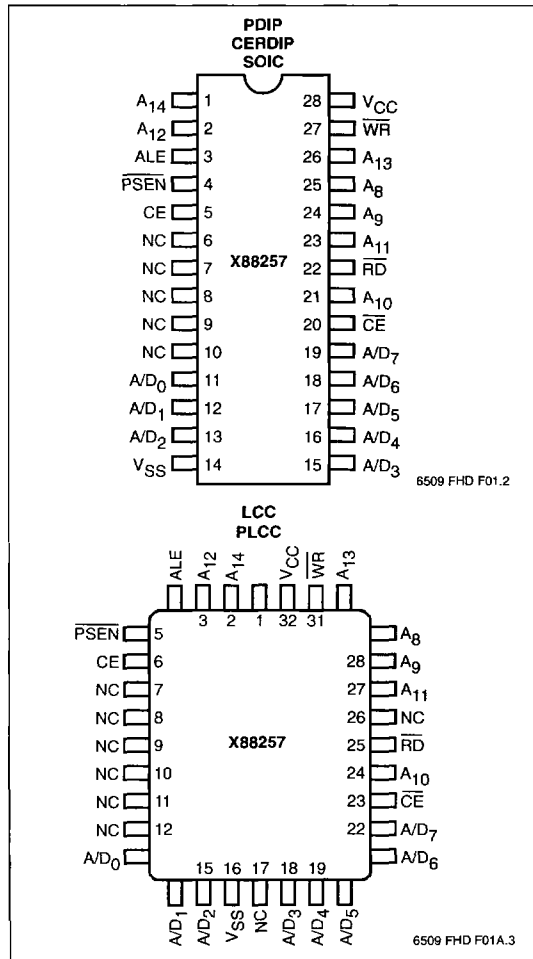 PDIP
CERDIP
SOIC
A14 1 28 VCC
A12 2 27 WR
ALE 3 26 A13
PSEN 4 25 A8
CE 5 24 A9
NC 6 23 A11
NC 7 X88257 22 RD
NC 8 21 A10
NC 9 20 CE
NC 10 19 A/D7
A/D0 11 18 A/D6
A/D1 12 17 A/D5
A/D2 13 16 A/D4
VSS 14 15 A/D3
6509 FHD F01.2
LCC
PLCC
ALE A12 A14 VCC WR A13
3 2 1 32 31
PSEN 5 A8
CE 6 28 A9
NC 7 27 A11
NC 8 26 NC
NC 9 X88257 25 RD
NC 10 24 A10
NC 11 23 CE
NC 12 22 A/D7
A/D0 A/D6
15 16 17 18 19
A/D1 A/D2 VSS NC A/D3 A/D4 A/D5
6509 FHD F01A.3